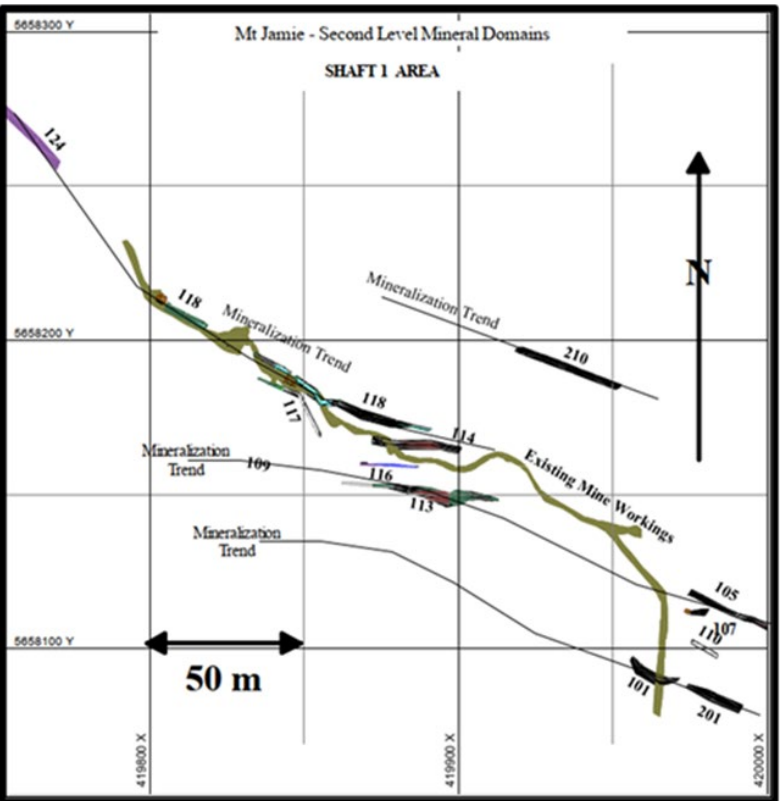 5658300 Y
Mt Jamie - Second Level Mineral Domains
SHAFT 1 AREA
124
N
118
Mineralization Trend
Mineralization Trend
5658200 Y
210
117
118
114
Mineralization
Trend
109
116
113
Existing Mine Workings
Mineralization
Trend
105
107
110
5658100 Y
50 m
101
201
419800 X
419900 X
420000 X